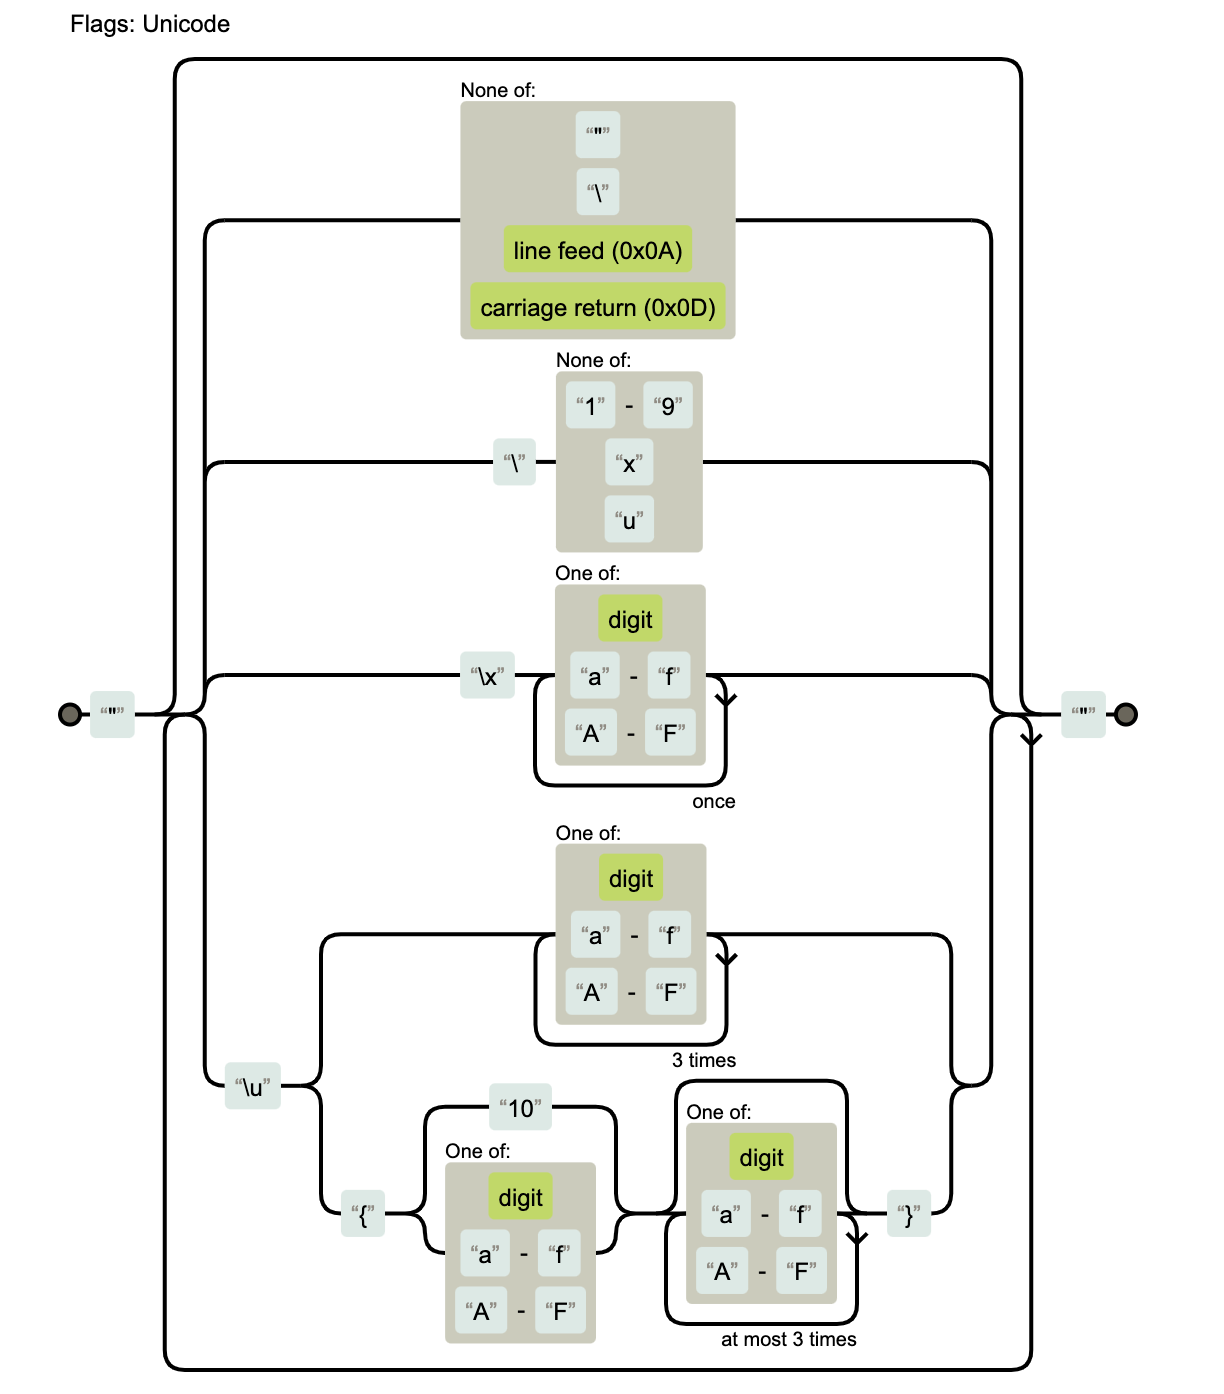 Flags: Unicode
None of:
“"”
“\”
line feed (0x0A)
carriage return (0x0D)
None of:
“1” - “9”
“\”
“x”
“u”
One of:
digit
“\x”
“a” - “f”
“A” - “F”
once
“"”
“"”
One of:
digit
“a” - “f”
“A” - “F”
3 times
“\u”
“10”
One of:
digit
“a” - “f”
“A” - “F”
“{”
One of:
digit
“a” - “f”
“A” - “F”
at most 3 times
“}”